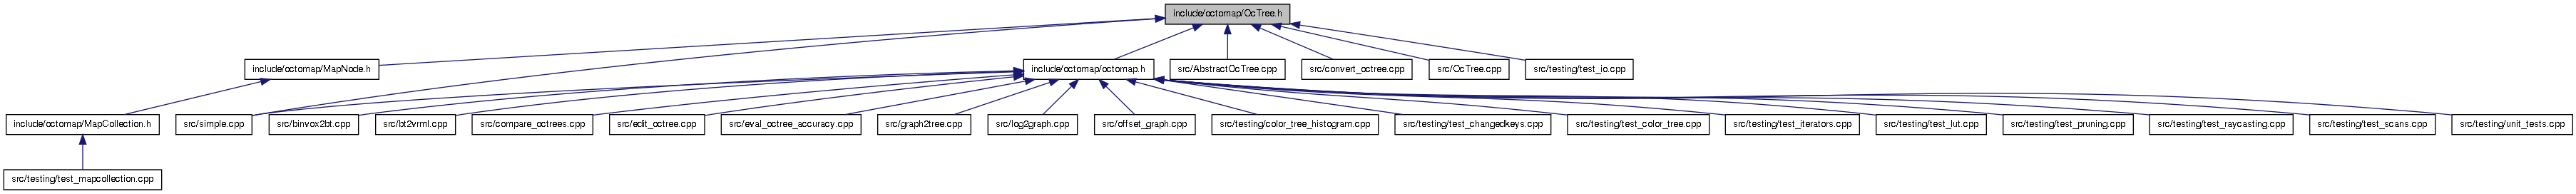 include/octomap/OcTree.h
include/octomap/MapNode.h
include/octomap/octomap.h
src/AbstractOcTree.cpp
src/convert_octree.cpp
src/OcTree.cpp
src/testing/test_io.cpp
include/octomap/MapCollection.h
src/simple.cpp
src/binvox2bt.cpp
src/bt2vrml.cpp
src/compare_octrees.cpp
src/edit_octree.cpp
src/eval_octree_accuracy.cpp
src/graph2tree.cpp
src/log2graph.cpp
src/offset_graph.cpp
src/testing/color_tree_histogram.cpp
src/testing/test_changedkeys.cpp
src/testing/test_color_tree.cpp
src/testing/test_iterators.cpp
src/testing/test_lut.cpp
src/testing/test_pruning.cpp
src/testing/test_raycasting.cpp
src/testing/test_scans.cpp
src/testing/unit_tests.cpp
src/testing/test_mapcollection.cpp